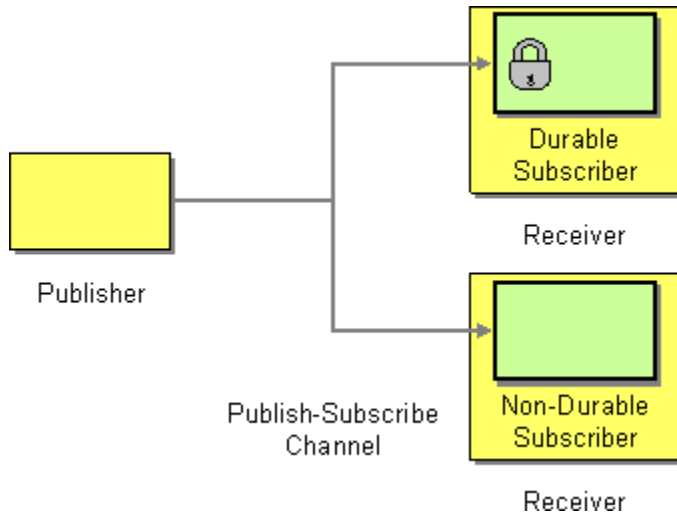 Durable
Subscriber
Receiver
Publisher
Non-Durable
Subscriber
Publish-Subscribe
Channel
Receiver